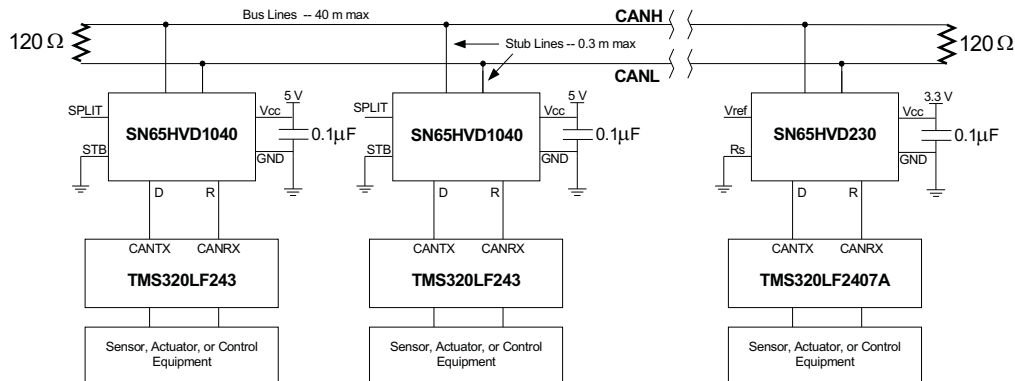 Bus Lines -- 40 m max
CANH
120 Ω
Stub Lines -- 0.3 m max
120 Ω
CANL
SPLIT
5 V
Vcc
SN65HVD1040
0.1μF
STB
GND
D
R
SPLIT
5 V
Vcc
SN65HVD1040
0.1μF
STB
GND
D
R
Vref
3.3 V
Vcc
SN65HVD230
0.1μF
Rs
GND
D
R
CANTX
CANRX
TMS320LF243
CANTX
CANRX
TMS320LF243
CANTX
CANRX
TMS320LF2407A
Sensor, Actuator, or Control
Equipment
Sensor, Actuator, or Control
Equipment
Sensor, Actuator, or Control
Equipment